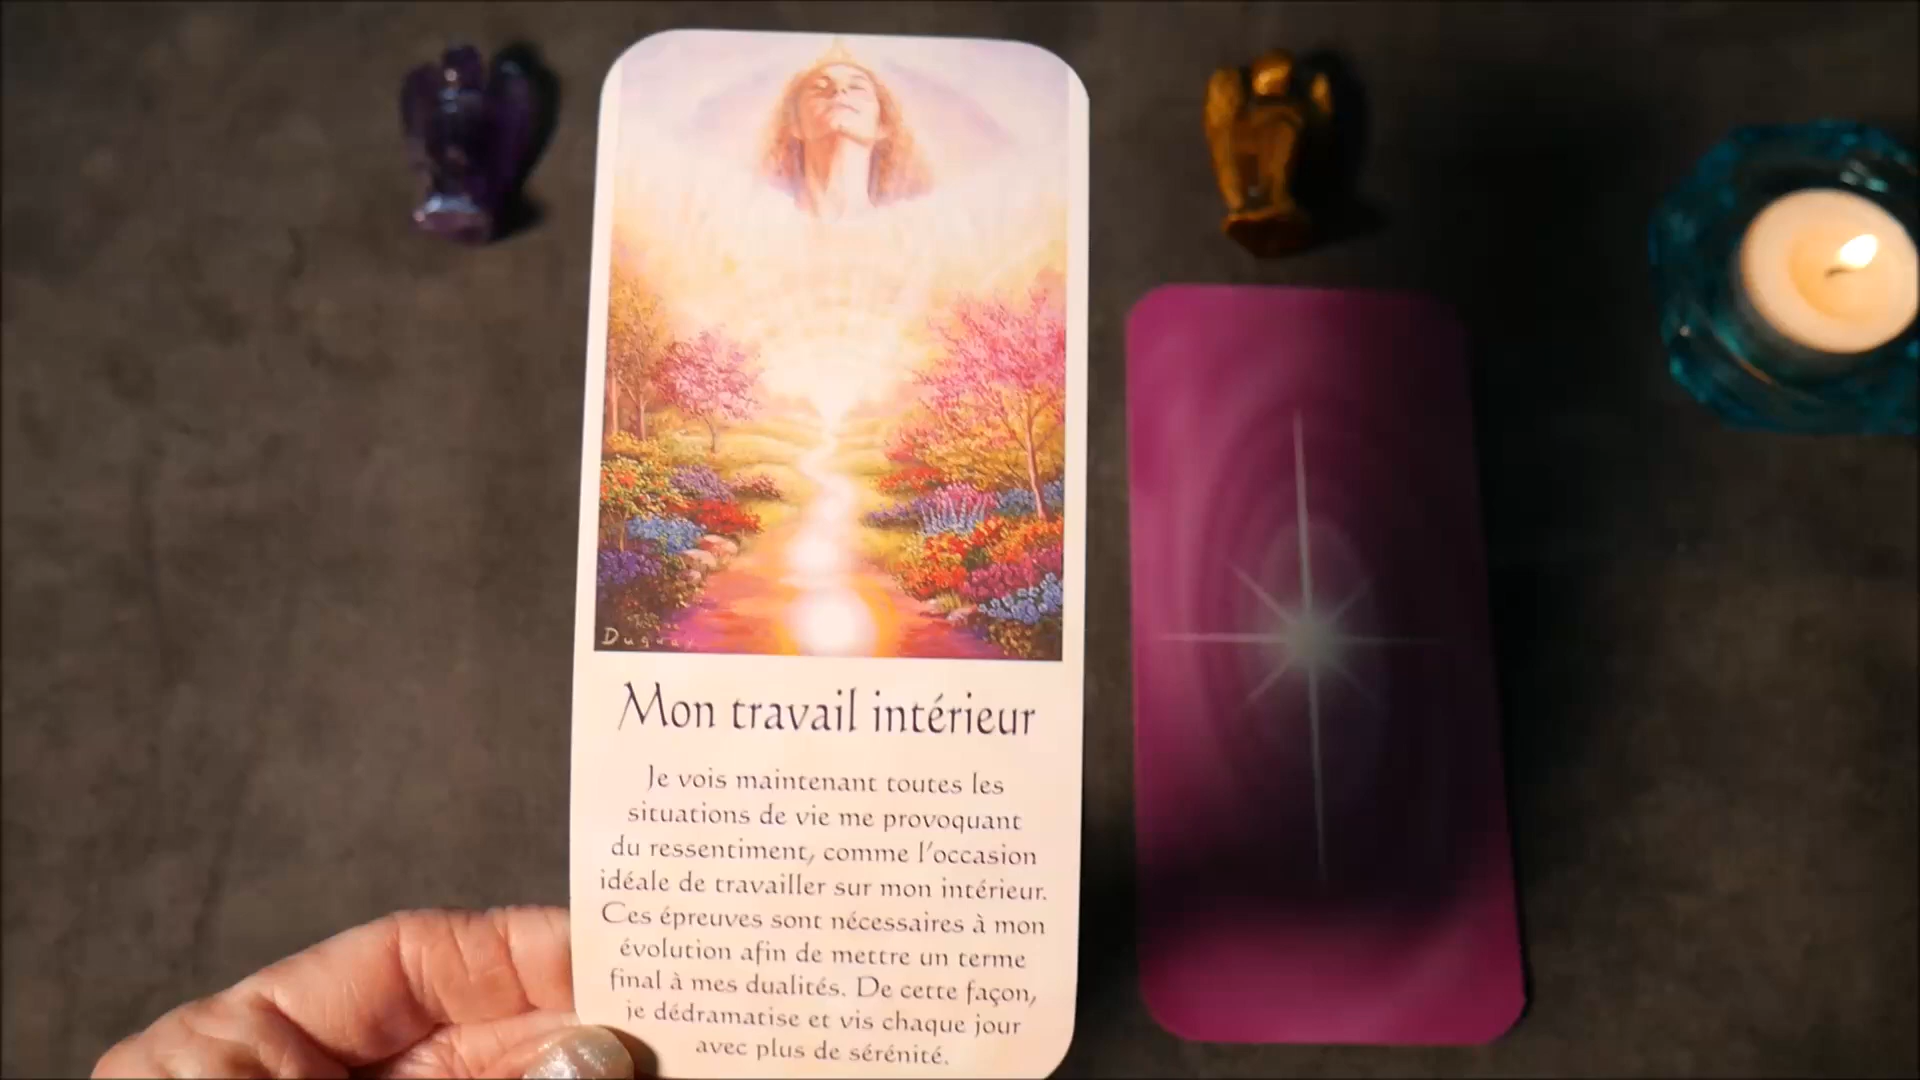 Duguay
Mon travail intérieur
Je vois maintenant toutes les
situations de vie me provoquant
du ressentiment, comme l'occasion
idéale de travailler sur mon intérieur.
Ces épreuves sont nécessaires à mon
évolution afin de mettre un terme
final à mes dualités. De cette façon,
je dédramatise et vis chaque jour
avec plus de sérénité.